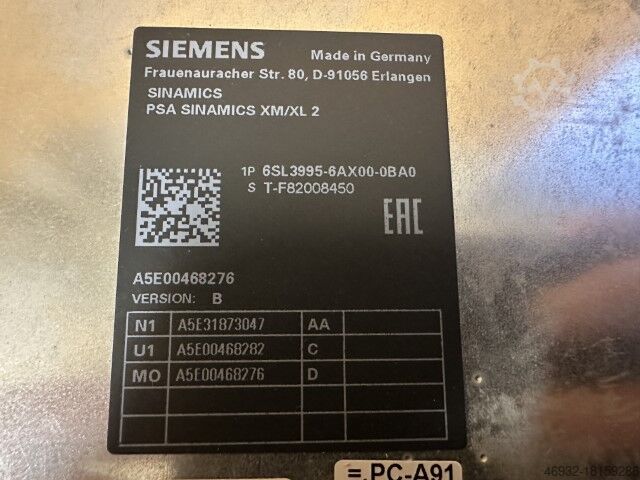 SIEMENS Made in Germany
Frauenauracher Str. 80, D-91056 Erlangen
SINAMICS
PSA SINAMICS XM/XL 2
1P 6SL3995-6AX00-0BA0
S T-F82008450
EAC
A5E00468276
VERSION: B
N1 A5E31873047 AA
U1 A5E00468282 C
MO A5E00468276 D
=.PC-A91
46932-18159288